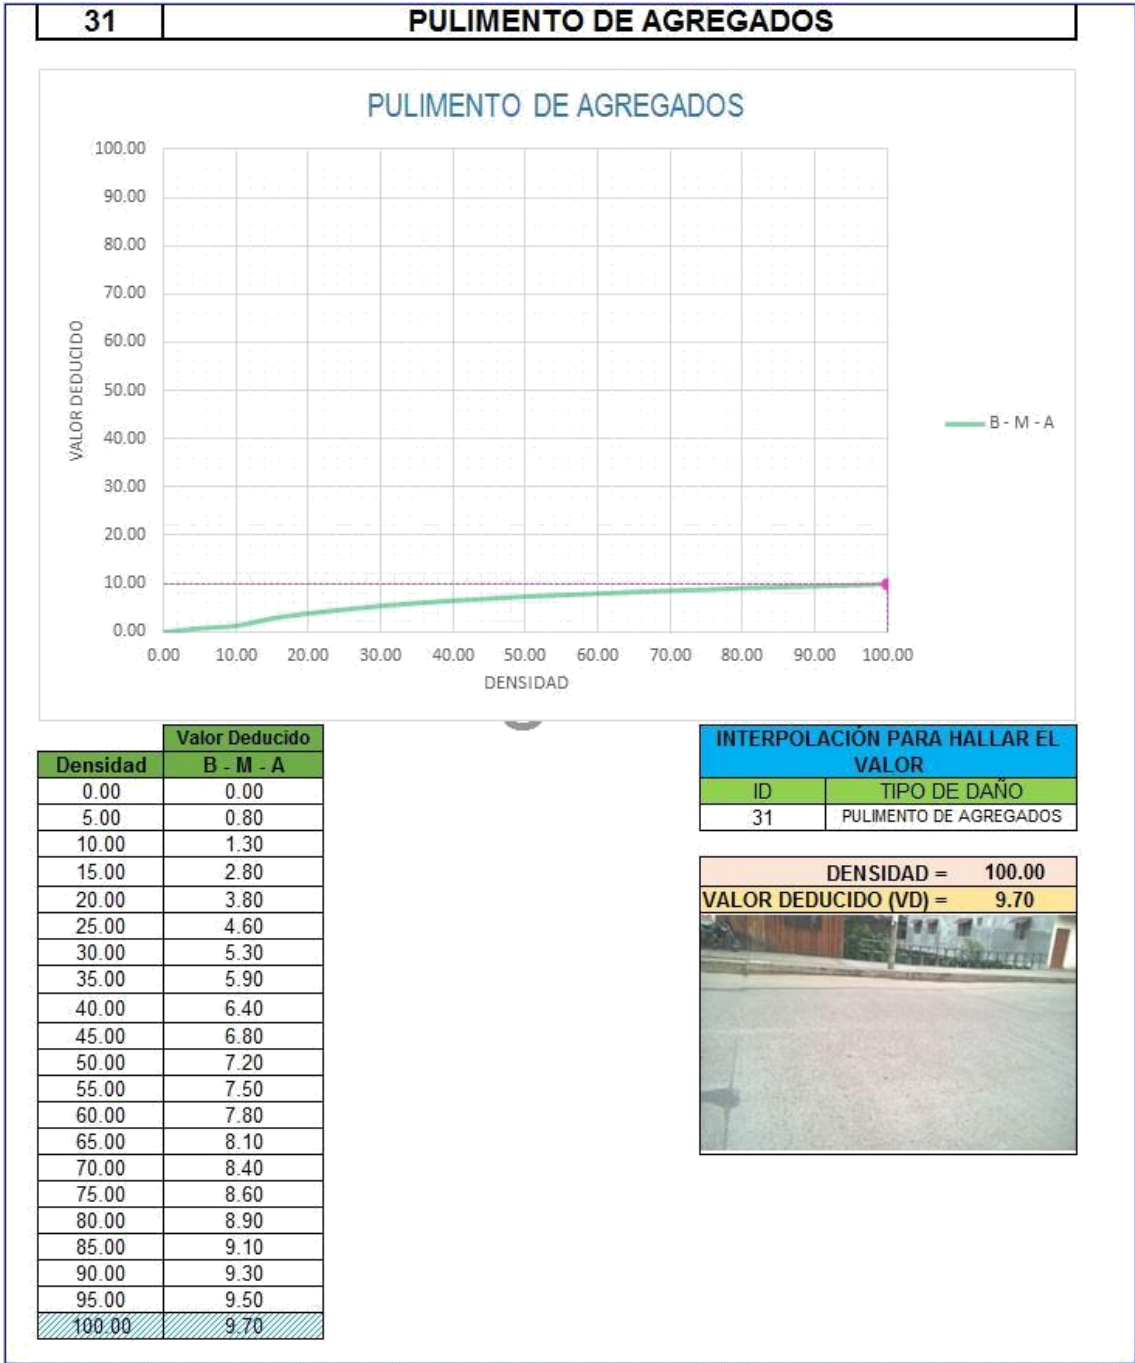 31 PULIMENTO DE AGREGADOS
PULIMENTO DE AGREGADOS
100.00
90.00
80.00
70.00
60.00
50.00
40.00
30.00
20.00
10.00
0.00
VALOR DEDUCIDO
0.00 10.00 20.00 30.00 40.00 50.00 60.00 70.00 80.00 90.00 100.00
DENSIDAD
B - M - A
Valor Deducido
Densidad B - M - A
0.00 0.00
5.00 0.80
10.00 1.30
15.00 2.80
20.00 3.80
25.00 4.60
30.00 5.30
35.00 5.90
40.00 6.40
45.00 6.80
50.00 7.20
55.00 7.50
60.00 7.80
65.00 8.10
70.00 8.40
75.00 8.60
80.00 8.90
85.00 9.10
90.00 9.30
95.00 9.50
100.00 9.70
INTERPOLACIÓN PARA HALLAR EL
VALOR
ID TIPO DE DAÑO
31 PULIMENTO DE AGREGADOS
DENSIDAD = 100.00
VALOR DEDUCIDO (VD) = 9.70